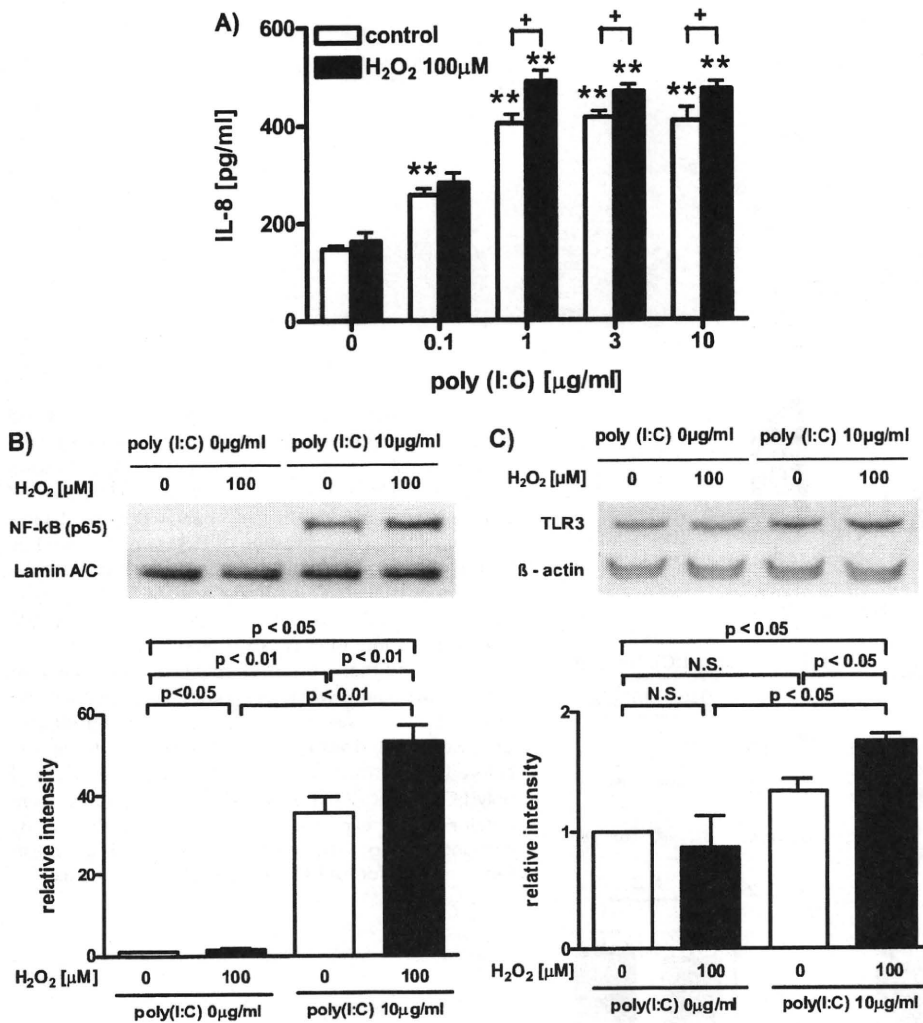 A)
600
400
200
0
IL-8 [pg/ml]
control
H₂O₂ 100µM
+ + +
** ** ** ** ** ** **
0 0.1 1 3 10
poly (I:C) [µg/ml]
B)
poly (I:C) 0µg/ml poly (I:C) 10µg/ml
H₂O₂ [µM] 0 100 0 100
NF-kB (p65)
Lamin A/C
p < 0.05
p < 0.01 p < 0.01
p<0.05 p < 0.01
60
40
20
0
relative intensity
H₂O₂ [µM] 0 100 0 100
poly(I:C) 0µg/ml poly(I:C) 10µg/ml
C)
poly (I:C) 0µg/ml poly (I:C) 10µg/ml
H₂O₂ [µM] 0 100 0 100
TLR3
ß - actin
p < 0.05
N.S. p < 0.05
N.S. p < 0.05
2
1
0
relative intensity
H₂O₂ [µM] 0 100 0 100
poly(I:C) 0µg/ml poly(I:C) 10µg/ml